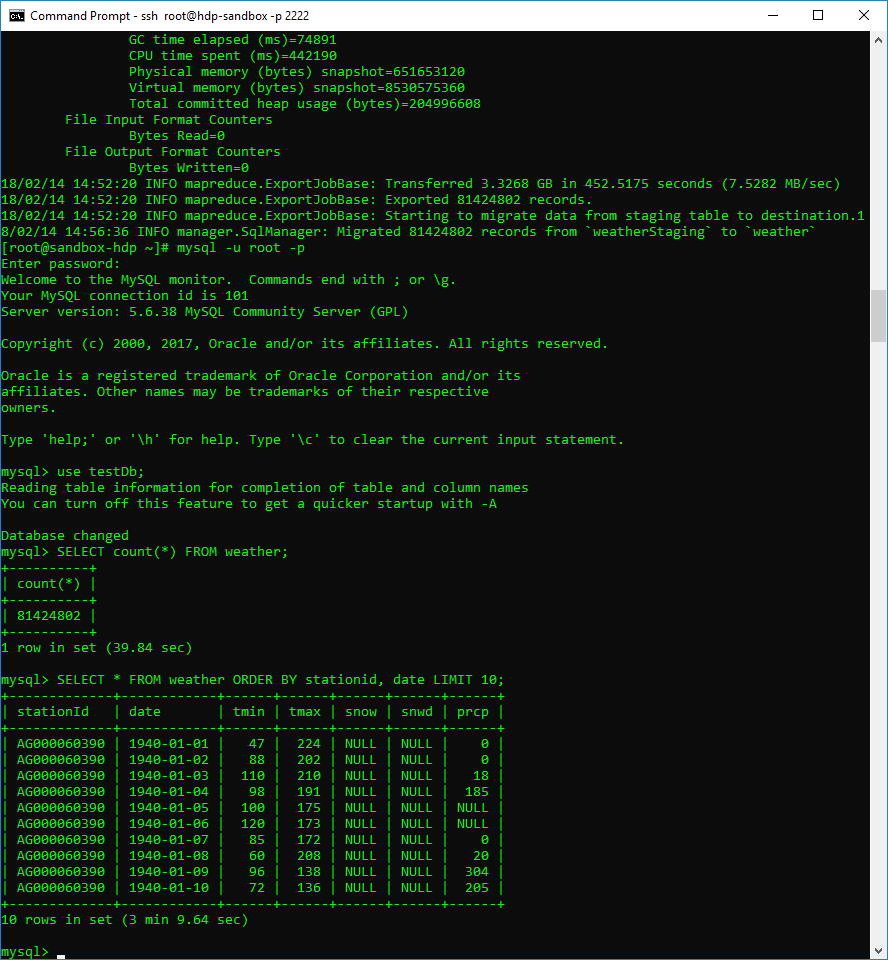 Command Prompt - ssh  root@hdp-sandbox -p 2222
                GC time elapsed (ms)=74891
                CPU time spent (ms)=442190
                Physical memory (bytes) snapshot=651653120
                Virtual memory (bytes) snapshot=8530575360
                Total committed heap usage (bytes)=204996608
        File Input Format Counters
                Bytes Read=0
        File Output Format Counters
                Bytes Written=0
18/02/14 14:52:20 INFO mapreduce.ExportJobBase: Transferred 3.3268 GB in 452.5175 seconds (7.5282 MB/sec)
18/02/14 14:52:20 INFO mapreduce.ExportJobBase: Exported 81424802 records.
18/02/14 14:52:20 INFO mapreduce.ExportJobBase: Starting to migrate data from staging table to destination.1
8/02/14 14:56:36 INFO manager.SqlManager: Migrated 81424802 records from `weatherStaging` to `weather`
[root@sandbox-hdp ~]# mysql -u root -p
Enter password:
Welcome to the MySQL monitor.  Commands end with ; or \g.
Your MySQL connection id is 101
Server version: 5.6.38 MySQL Community Server (GPL)

Copyright (c) 2000, 2017, Oracle and/or its affiliates. All rights reserved.

Oracle is a registered trademark of Oracle Corporation and/or its
affiliates. Other names may be trademarks of their respective
owners.

Type 'help;' or '\h' for help. Type '\c' to clear the current input statement.

mysql> use testDb;
Reading table information for completion of table and column names
You can turn off this feature to get a quicker startup with -A

Database changed
mysql> SELECT count(*) FROM weather;
+----------+
| count(*) |
+----------+
| 81424802 |
+----------+
1 row in set (39.84 sec)

mysql> SELECT * FROM weather ORDER BY stationid, date LIMIT 10;
+-------------+------------+------+------+------+------+------+
| stationId   | date       | tmin | tmax | snow | snwd | prcp |
+-------------+------------+------+------+------+------+------+
| AG000060390 | 1940-01-01 |   47 |  224 | NULL | NULL |    0 |
| AG000060390 | 1940-01-02 |   88 |  202 | NULL | NULL |    0 |
| AG000060390 | 1940-01-03 |  110 |  210 | NULL | NULL |   18 |
| AG000060390 | 1940-01-04 |   98 |  191 | NULL | NULL |  185 |
| AG000060390 | 1940-01-05 |  100 |  175 | NULL | NULL | NULL |
| AG000060390 | 1940-01-06 |  120 |  173 | NULL | NULL | NULL |
| AG000060390 | 1940-01-07 |   85 |  172 | NULL | NULL |    0 |
| AG000060390 | 1940-01-08 |   60 |  208 | NULL | NULL |   20 |
| AG000060390 | 1940-01-09 |   96 |  138 | NULL | NULL |  304 |
| AG000060390 | 1940-01-10 |   72 |  136 | NULL | NULL |  205 |
+-------------+------------+------+------+------+------+------+
10 rows in set (3 min 9.64 sec)

mysql>